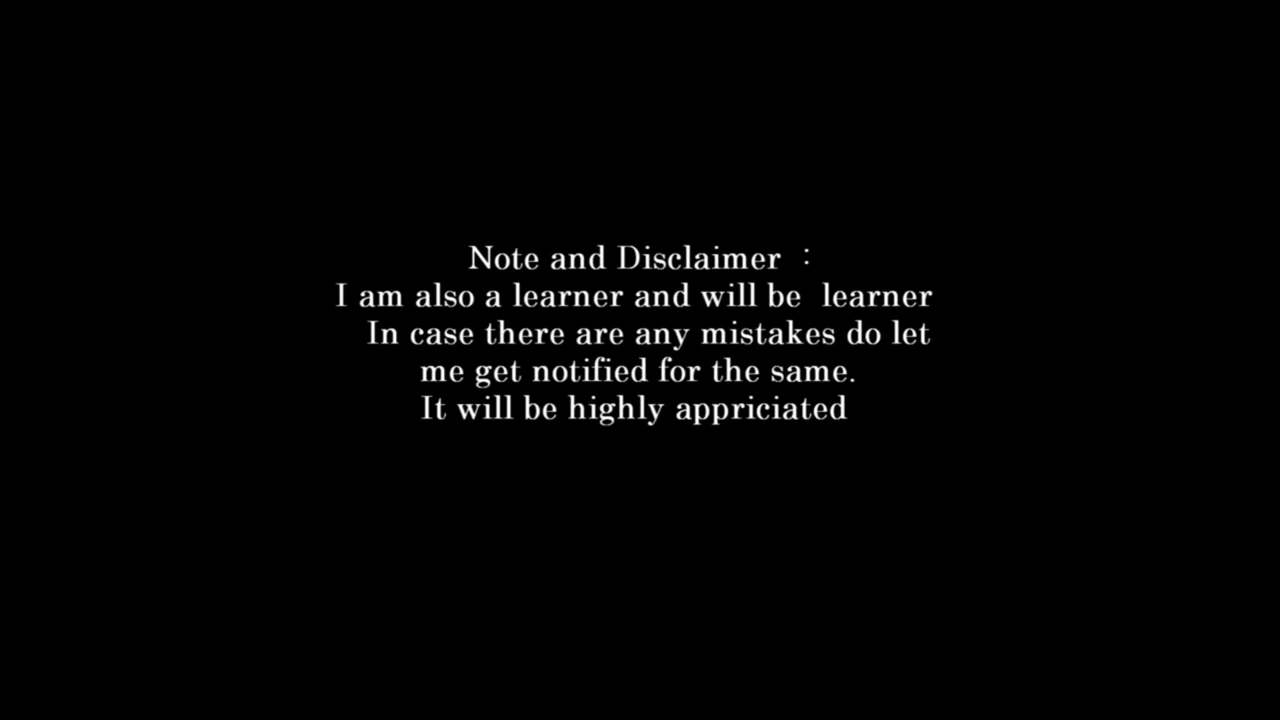 Note and Disclaimer :
I am also a learner and will be learner
In case there are any mistakes do let
me get notified for the same.
It will be highly appriciated